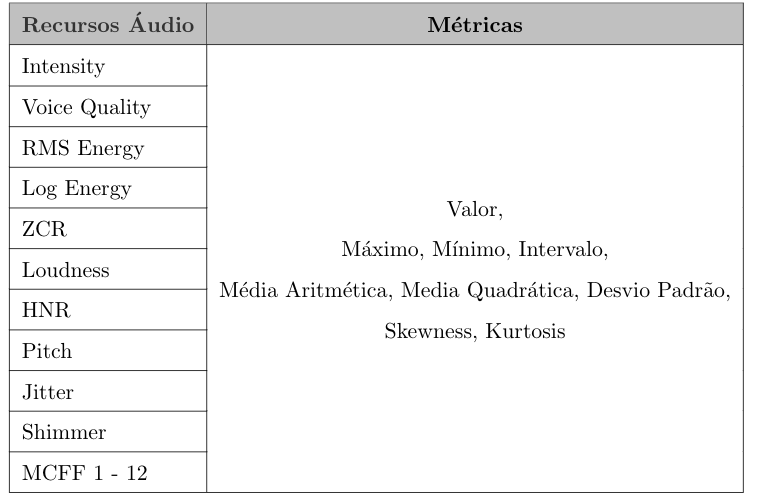 Recursos Áudio
Métricas
Intensity
Voice Quality
RMS Energy
Log Energy
ZCR
Loudness
HNR
Pitch
Jitter
Shimmer
MCFF 1 - 12
Valor,
Máximo, Mínimo, Intervalo,
Média Aritmética, Media Quadrática, Desvio Padrão,
Skewness, Kurtosis